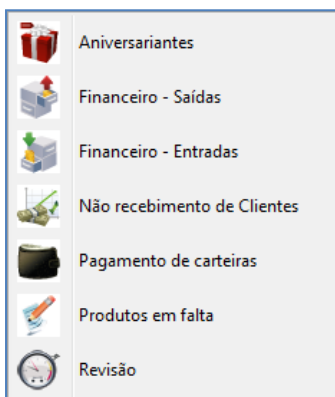 Aniversariantes
Financeiro - Saídas
Financeiro - Entradas
Não recebimento de Clientes
Pagamento de carteiras
Produtos em falta
Revisão